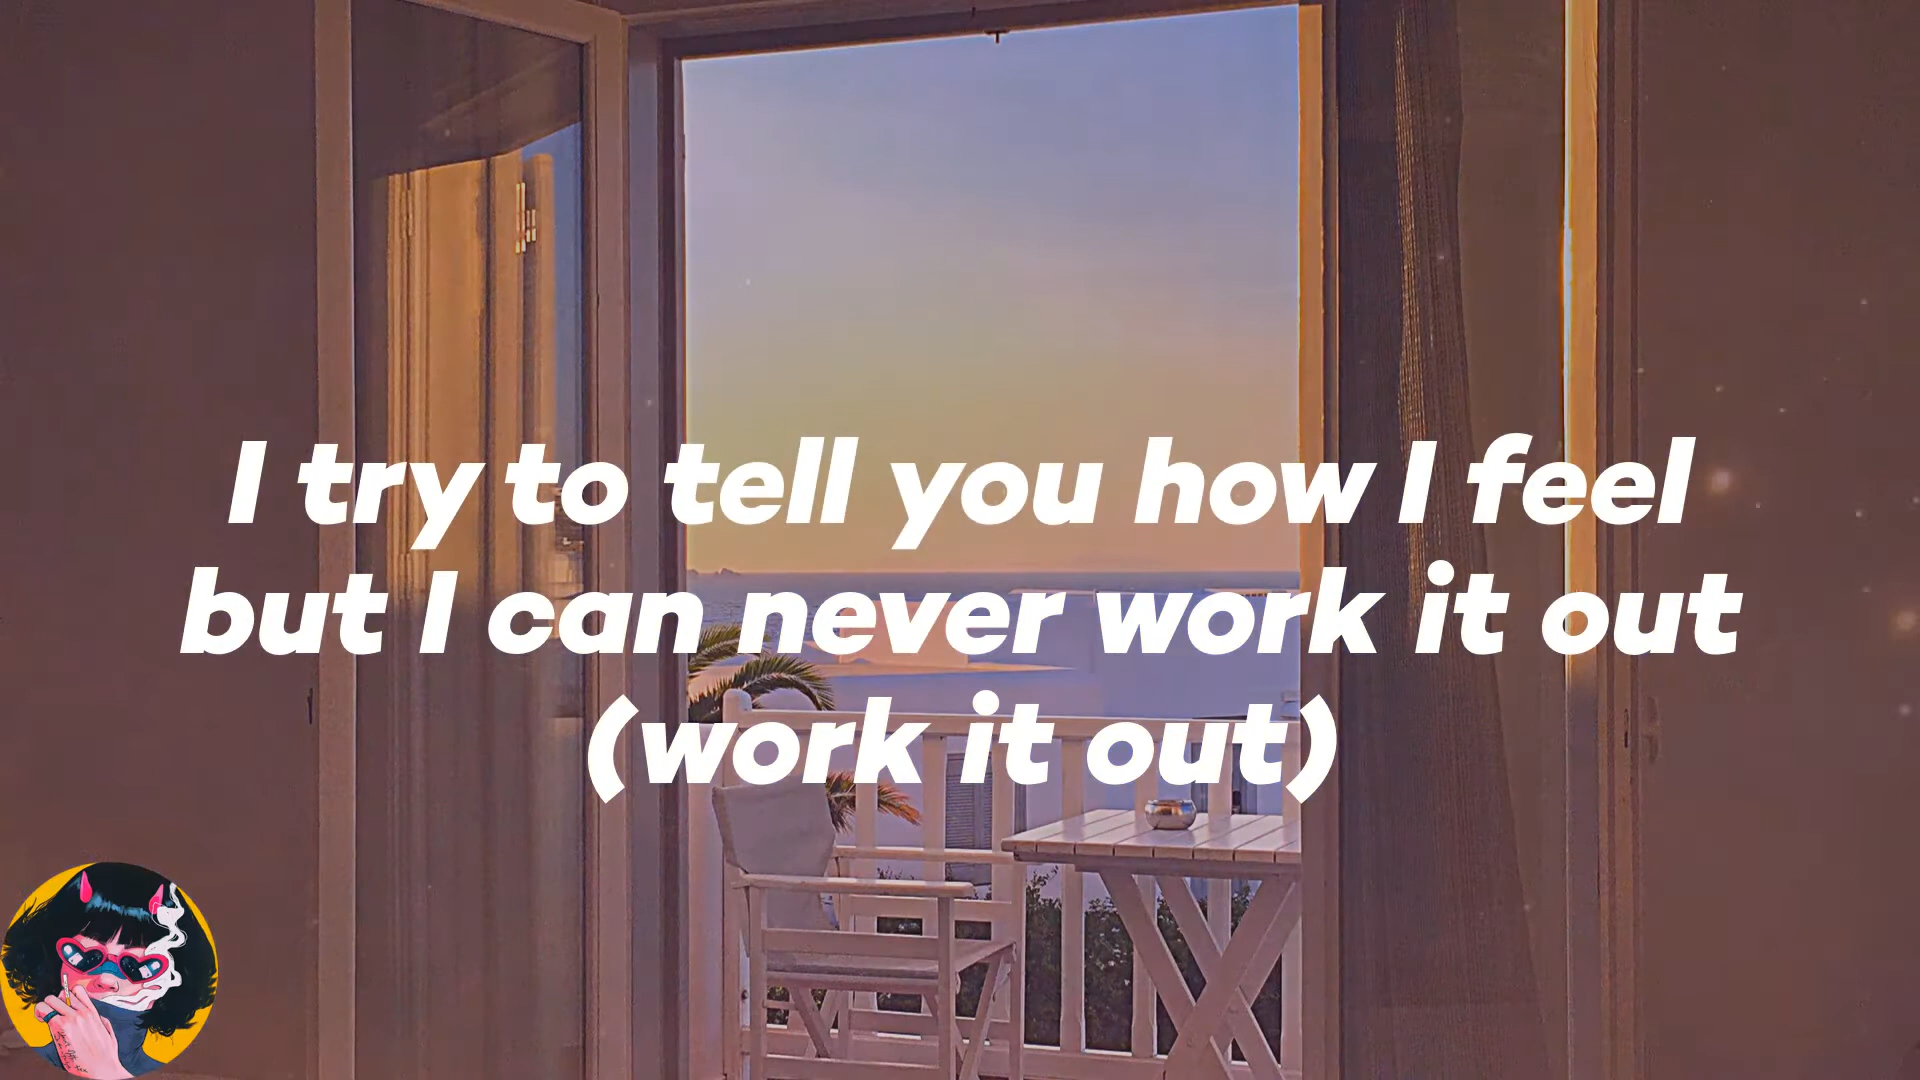 I try to tell you how I feel
but I can never work it out
(work it out)